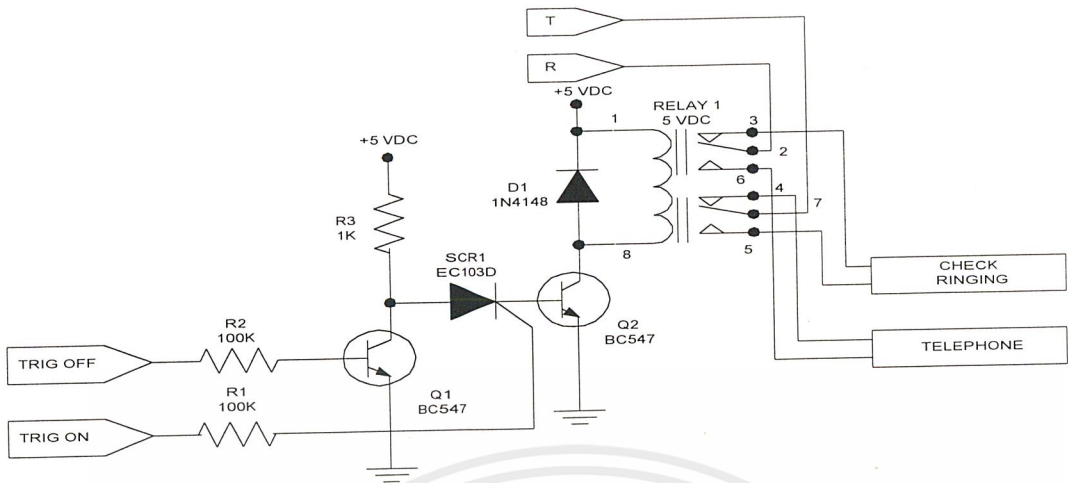 T
R
+5 VDC
RELAY 1
5 VDC
1
3
2
+5 VDC
D1
1N4148
6
4
7
R3
1K
8
5
SCR1
EC103D
CHECK
RINGING
R2
100K
Q2
BC547
TELEPHONE
TRIG OFF
R1
100K
Q1
BC547
TRIG ON